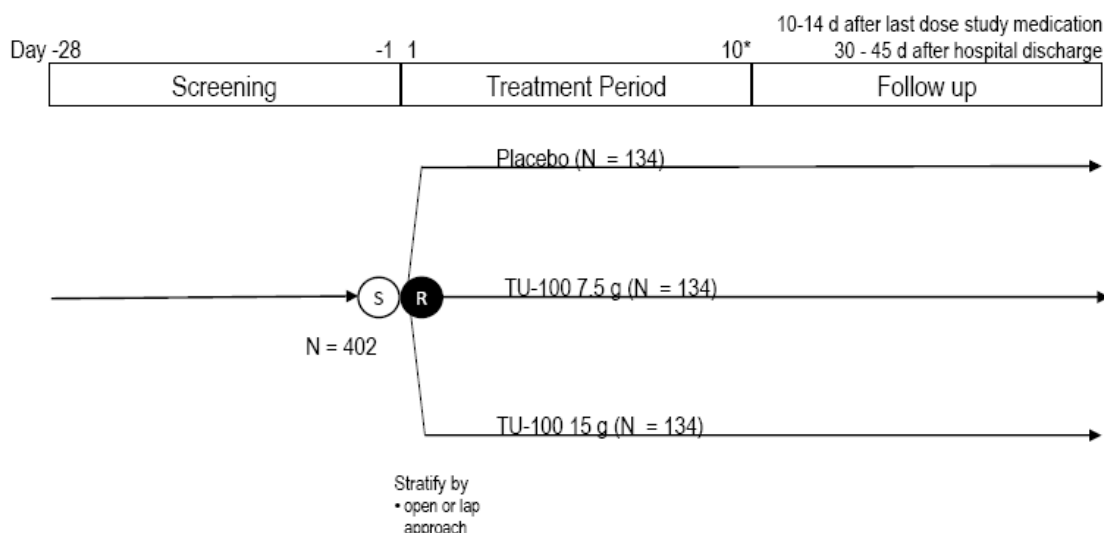 10-14 d after last dose study medication
Day -28 -1 1 10* 30 - 45 d after hospital discharge
Screening Treatment Period Follow up
Placebo (N = 134)
S R TU-100 7.5 g (N = 134)
N = 402
TU-100 15 g (N = 134)
Stratify by
• open or lap
approach